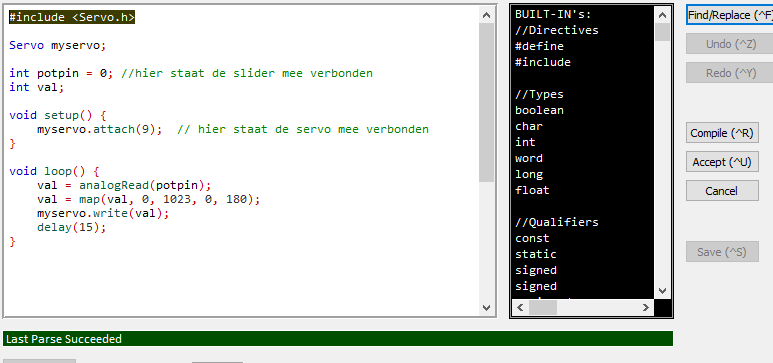 #include <Servo.h>
Servo myservo;
int potpin = 0; //hier staat de slider mee verbonden
int val;
void setup() {
myservo.attach(9);  // hier staat de servo mee verbonden
}
void loop() {
val = analogRead(potpin);
val = map(val, 0, 1023, 0, 180);
myservo.write(val);
delay(15);
}
BUILT-IN's:
//Directives
#define
#include
//Types
boolean
char
int
word
long
float
//Qualifiers
const
static
signed
signed
Find/Replace (^F)
Undo (^Z)
Redo (^Y)
Compile (^R)
Accept (^U)
Cancel
Save (^S)
Last Parse Succeeded